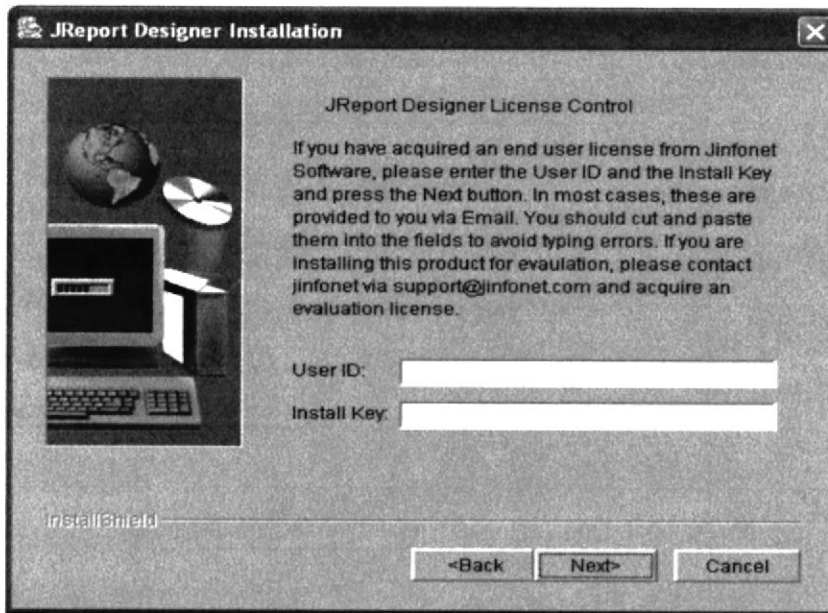 JReport Designer Installation
JReport Designer License Control
If you have acquired an end user license from Jinfonet
Software, please enter the User ID and the Install Key
and press the Next button. In most cases, these are
provided to you via Email. You should cut and paste
them into the fields to avoid typing errors. If you are
installing this product for evaulation, please contact
jinfonet via support@jinfonet.com and acquire an
evaluation license.
User ID:
Install Key:
InstallShield
<Back Next> Cancel